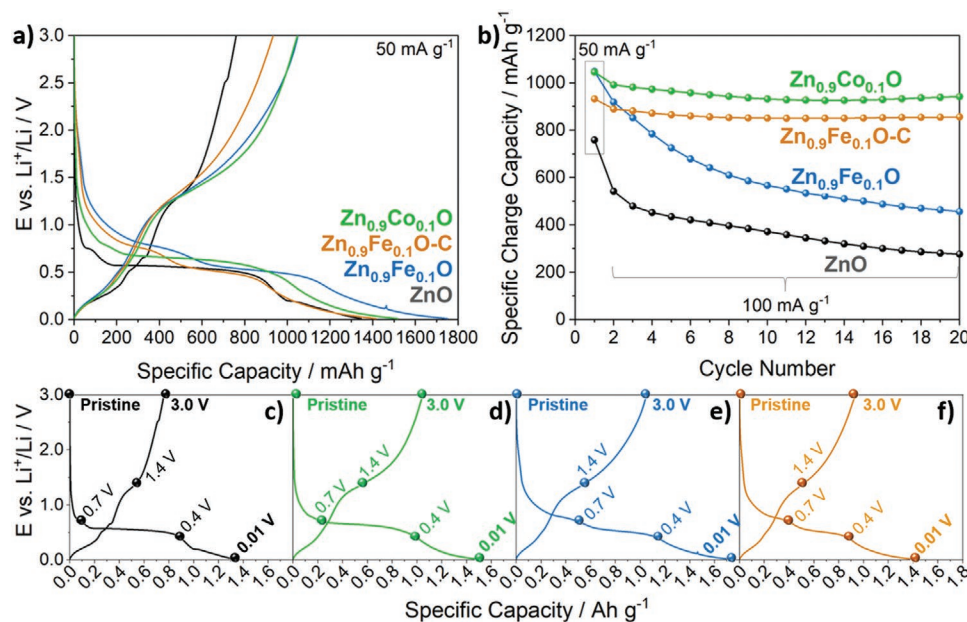 a)
50 mA g⁻¹
E vs. Li⁺/Li / V
3.0
2.5
2.0
1.5
1.0
0.5
0.0
Zn₀.₉Co₀.₁O
Zn₀.₉Fe₀.₁O-C
Zn₀.₉Fe₀.₁O
ZnO
0 200 400 600 800 1000 1200 1400 1600 1800
Specific Capacity / mAh g⁻¹
b)
50 mA g⁻¹
Specific Charge Capacity / mAh g⁻¹
1200
1000
800
600
400
200
0
Zn₀.₉Co₀.₁O
Zn₀.₉Fe₀.₁O-C
Zn₀.₉Fe₀.₁O
ZnO
100 mA g⁻¹
0 2 4 6 8 10 12 14 16 18 20
Cycle Number
E vs. Li⁺/Li / V
3.0
2.0
1.0
0.0
Pristine 3.0 V c)
1.4 V
0.7 V
0.4 V
0.01 V
0.0 0.2 0.4 0.6 0.8 1.0 1.2 1.4 1.6
Pristine 3.0 V d)
1.4 V
0.7 V
0.4 V
0.01 V
0.0 0.2 0.4 0.6 0.8 1.0 1.2 1.4 1.6
Pristine 3.0 V e)
1.4 V
0.7 V
0.4 V
0.01 V
0.0 0.2 0.4 0.6 0.8 1.0 1.2 1.4 1.6
Pristine 3.0 V f)
1.4 V
0.7 V
0.4 V
0.01 V
0.0 0.2 0.4 0.6 0.8 1.0 1.2 1.4 1.6 1.8
Specific Capacity / Ah g⁻¹